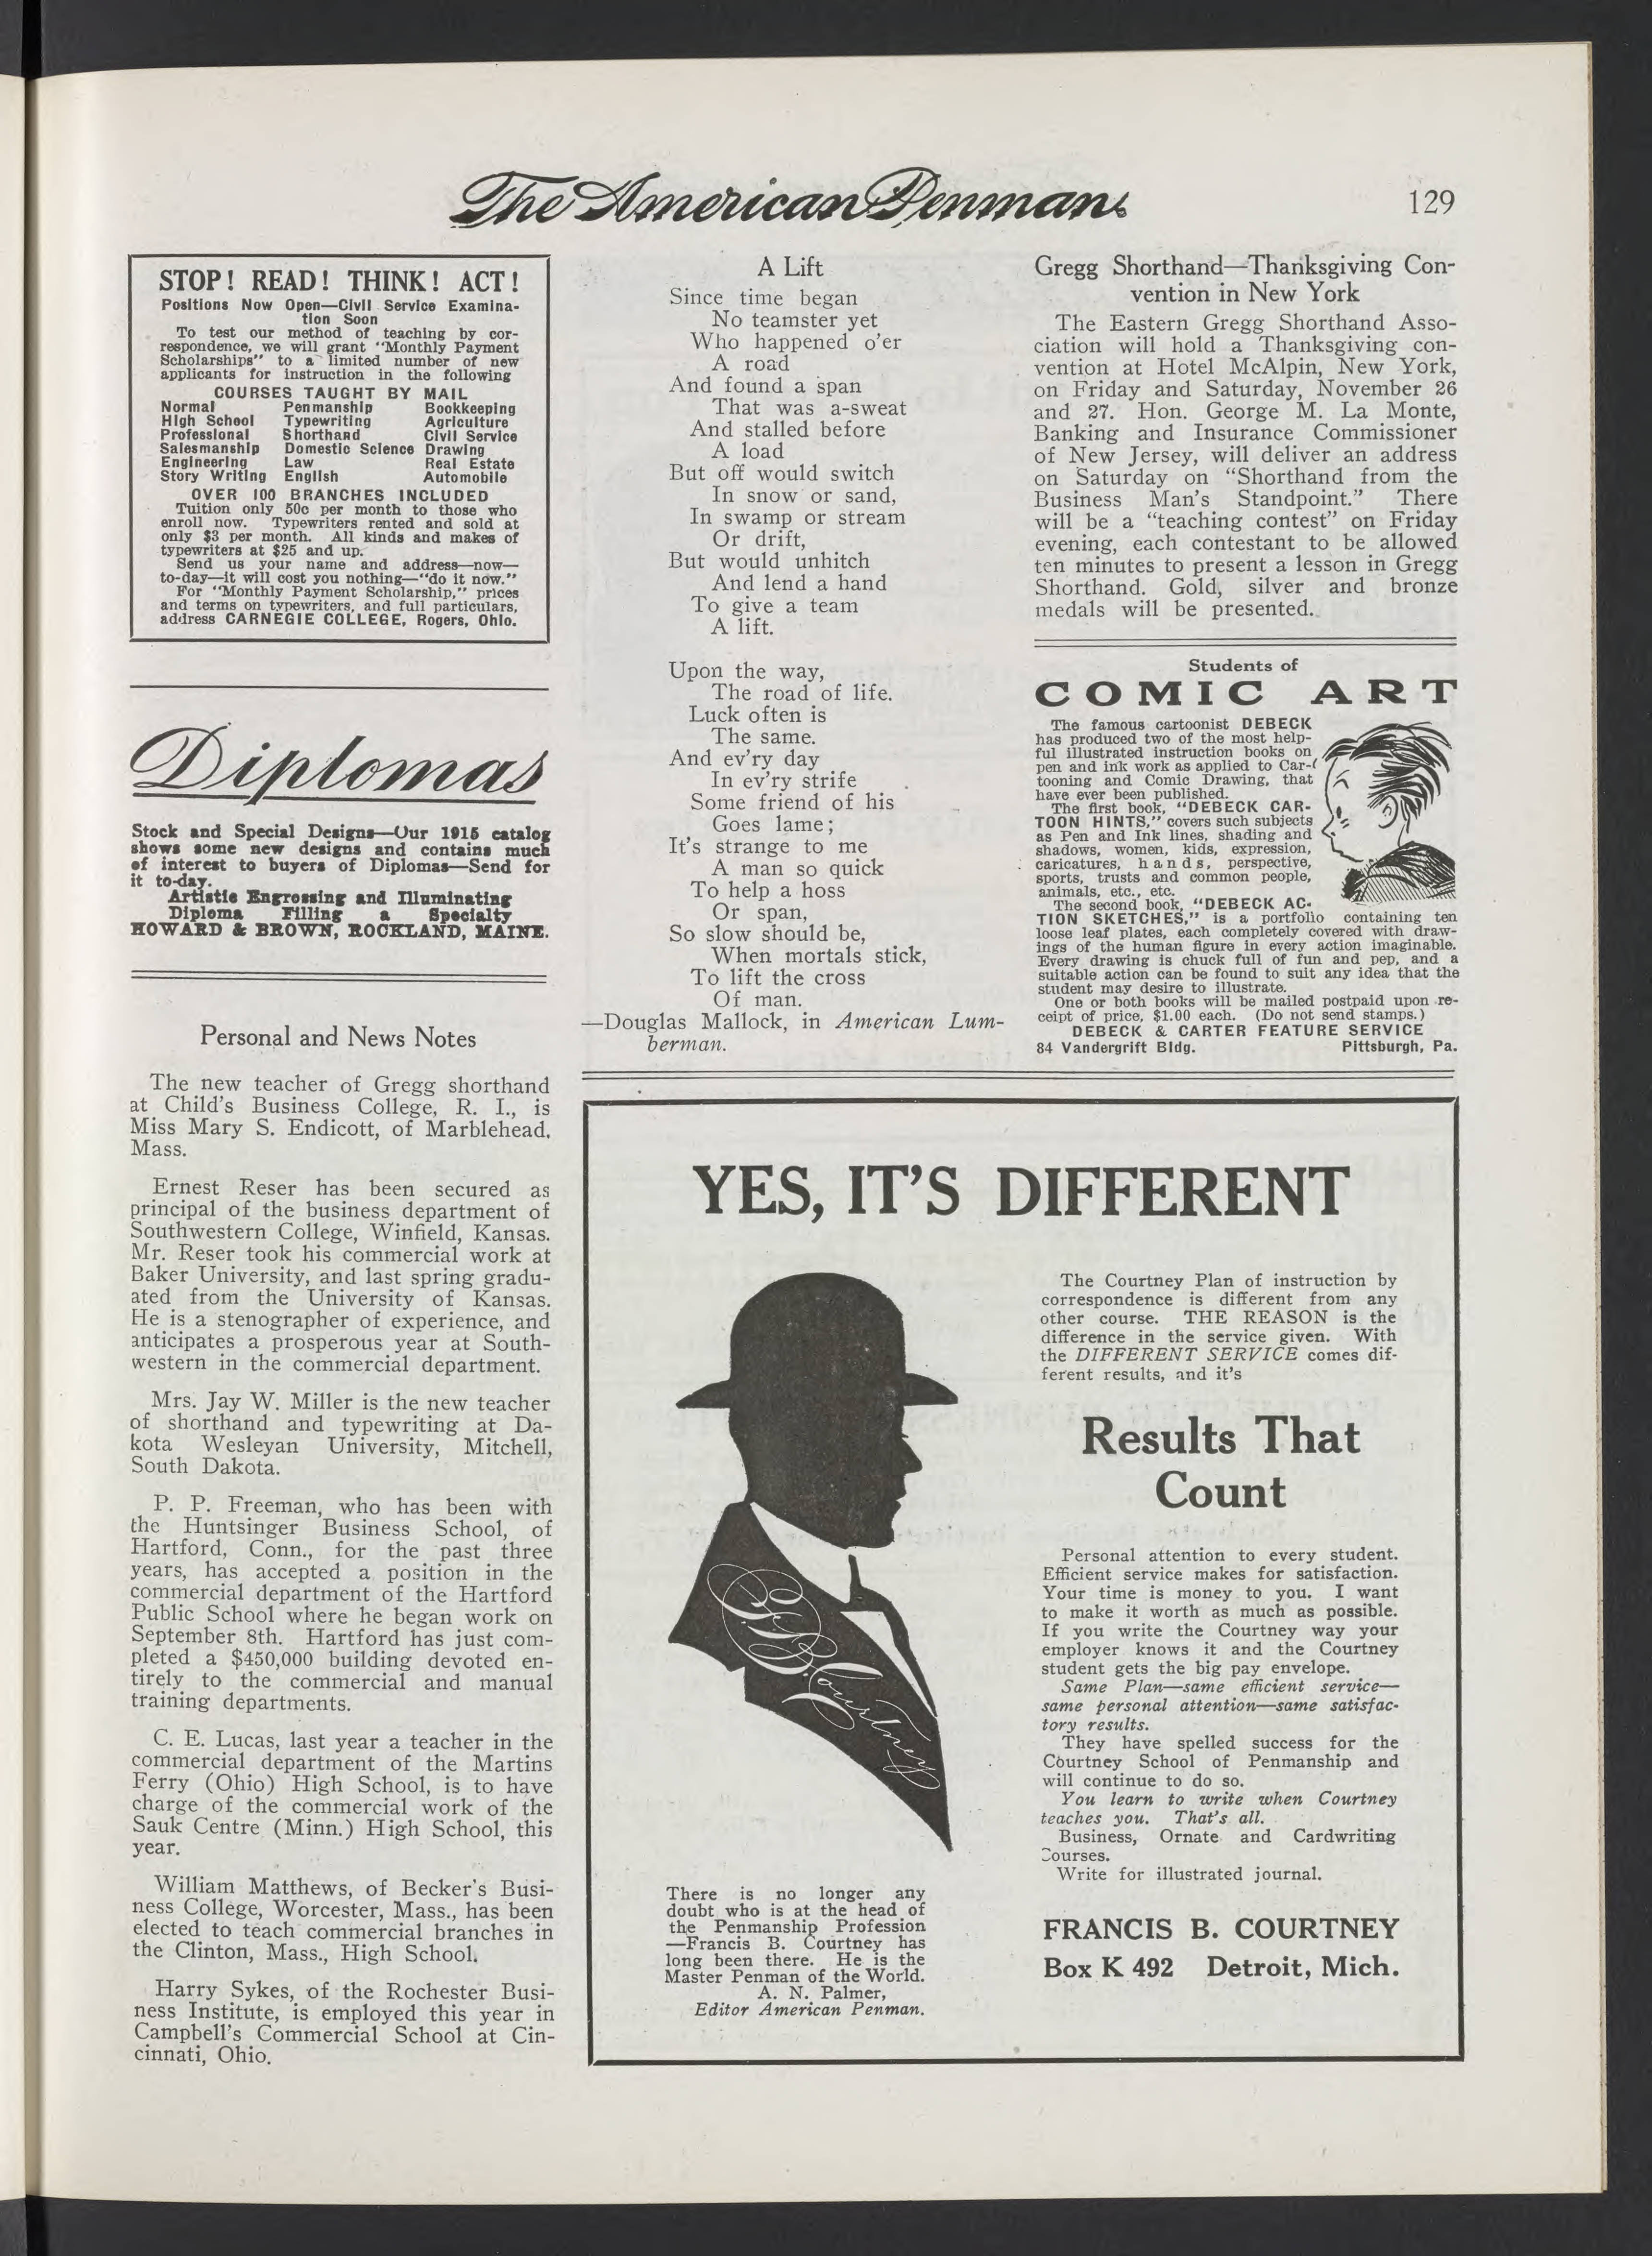 The American Penman
129
STOP! READ! THINK! ACT!
Positions Now Open—Civil Service Examina-
tion Soon
To test our method of teaching by cor-
respondence, we will grant "Monthly Payment
Scholarships" to a limited number of new
applicants for instruction in the following
COURSES TAUGHT BY MAIL
Normal Penmanship Bookkeeping
High School Typewriting Agriculture
Professional Shorthand Civil Service
Salesmanship Domestic Science Drawing
Engineering Law Real Estate
Story Writing English Automobile
OVER 100 BRANCHES INCLUDED
Tuition only 50c per month to those who
enroll now. Typewriters rented and sold at
only $3 per month. All kinds and makes of
typewriters at $25 and up.
Send us your name and address—now—
to-day—it will cost you nothing—"do it now."
For "Monthly Payment Scholarship," prices
and terms on typewriters, and full particulars,
address CARNEGIE COLLEGE, Rogers, Ohio.
Diplomas
Stock and Special Designs—Our 1915 catalog
shows some new designs and contains much
of interest to buyers of Diplomas—Send for
it to-day.
Artistic Engrossing and Illuminating
Diploma Filling a Specialty
HOWARD & BROWN, ROCKLAND, MAINE.
Personal and News Notes
The new teacher of Gregg shorthand
at Child's Business College, R. I., is
Miss Mary S. Endicott, of Marblehead,
Mass.
Ernest Reser has been secured as
principal of the business department of
Southwestern College, Winfield, Kansas.
Mr. Reser took his commercial work at
Baker University, and last spring gradu-
ated from the University of Kansas.
He is a stenographer of experience, and
anticipates a prosperous year at South-
western in the commercial department.
Mrs. Jay W. Miller is the new teacher
of shorthand and typewriting at Da-
kota Wesleyan University, Mitchell,
South Dakota.
P. P. Freeman, who has been with
the Huntsinger Business School, of
Hartford, Conn., for the past three
years, has accepted a position in the
commercial department of the Hartford
Public School where he began work on
September 8th. Hartford has just com-
pleted a $450,000 building devoted en-
tirely to the commercial and manual
training departments.
C. E. Lucas, last year a teacher in the
commercial department of the Martins
Ferry (Ohio) High School, is to have
charge of the commercial work of the
Sauk Centre (Minn.) High School, this
year.
William Matthews, of Becker's Busi-
ness College, Worcester, Mass., has been
elected to teach commercial branches in
the Clinton, Mass., High School.
Harry Sykes, of the Rochester Busi-
ness Institute, is employed this year in
Campbell's Commercial School at Cin-
cinnati, Ohio.
A Lift
Since time began
No teamster yet
Who happened o'er
A road
And found a span
That was a-sweat
And stalled before
A load
But off would switch
In snow or sand,
In swamp or stream
Or drift,
But would unhitch
And lend a hand
To give a team
A lift.
Upon the way,
The road of life.
Luck often is
The same.
And ev'ry day
In ev'ry strife
Some friend of his
Goes lame;
It's strange to me
A man so quick
To help a hoss
Or span,
So slow should be,
When mortals stick,
To lift the cross
Of man.
—Douglas Mallock, in American Lum-
berman.
Gregg Shorthand—Thanksgiving Con-
vention in New York
The Eastern Gregg Shorthand Asso-
ciation will hold a Thanksgiving con-
vention at Hotel McAlpin, New York,
on Friday and Saturday, November 26
and 27. Hon. George M. La Monte,
Banking and Insurance Commissioner
of New Jersey, will deliver an address
on Saturday on "Shorthand from the
Business Man's Standpoint." There
will be a "teaching contest" on Friday
evening, each contestant to be allowed
ten minutes to present a lesson in Gregg
Shorthand. Gold, silver and bronze
medals will be presented.
Students of
COMIC ART
The famous cartoonist DEBECK
has produced two of the most help-
ful illustrated instruction books on
pen and ink work as applied to Car-
tooning and Comic Drawing, that
have ever been published.
The first book, "DEBECK CAR-
TOON HINTS," covers such subjects
as Pen and Ink lines, shading and
shadows, women, kids, expression,
caricatures, hands, perspective,
sports, trusts and common people,
animals, etc., etc.
The second book, "DEBECK AC-
TION SKETCHES," is a portfolio containing ten
loose leaf plates, each completely covered with draw-
ings of the human figure in every action imaginable.
Every drawing is chuck full of fun and pep, and a
suitable action can be found to suit any idea that the
student may desire to illustrate.
One or both books will be mailed postpaid upon re-
ceipt of price, $1.00 each. (Do not send stamps.)
DEBECK & CARTER FEATURE SERVICE
84 Vandergrift Bldg. Pittsburgh, Pa.
YES, IT'S DIFFERENT
F B Courtney
There is no longer any
doubt who is at the head of
the Penmanship Profession
—Francis B. Courtney has
long been there. He is the
Master Penman of the World.
A. N. Palmer,
Editor American Penman.
The Courtney Plan of instruction by
correspondence is different from any
other course. THE REASON is the
difference in the service given. With
the DIFFERENT SERVICE comes dif-
ferent results, and it's
Results That
Count
Personal attention to every student.
Efficient service makes for satisfaction.
Your time is money to you. I want
to make it worth as much as possible.
If you write the Courtney way your
employer knows it and the Courtney
student gets the big pay envelope.
Same Plan—same efficient service—
same personal attention—same satisfac-
tory results.
They have spelled success for the
Courtney School of Penmanship and
will continue to do so.
You learn to write when Courtney
teaches you. That's all.
Business, Ornate and Cardwriting
Courses.
Write for illustrated journal.
FRANCIS B. COURTNEY
Box K 492 Detroit, Mich.